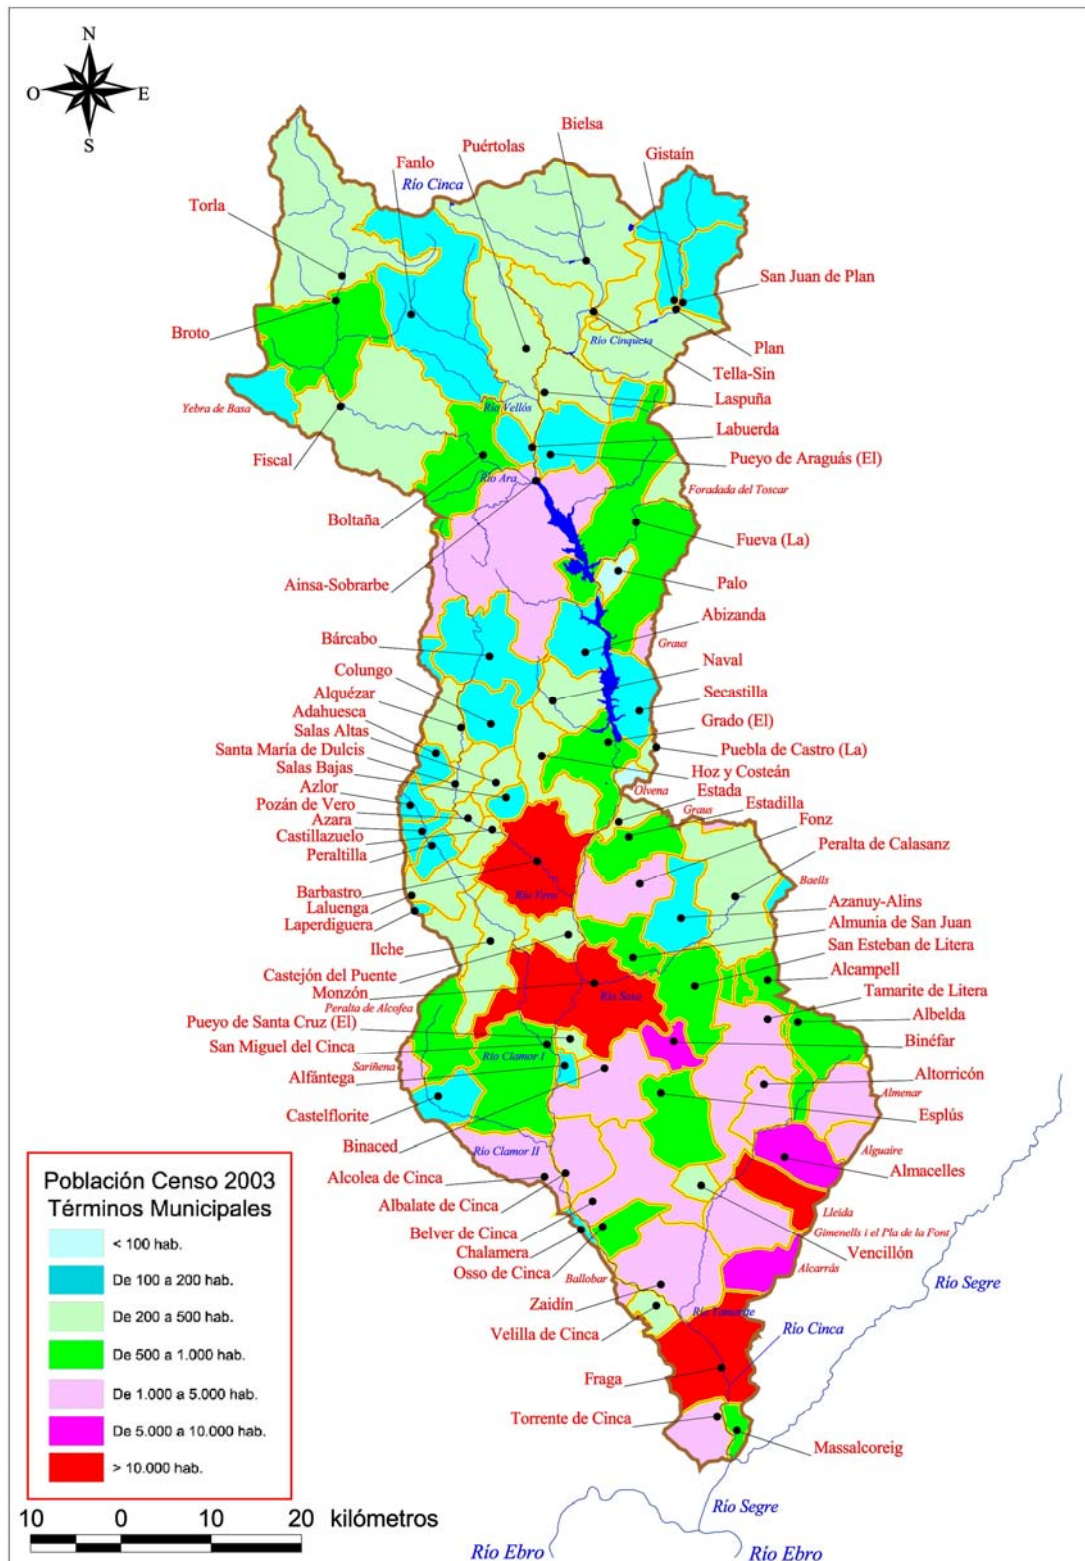 N
O
E
S
Bielsa
Puértolas
Gistaín
Fanlo
Río Cinca
Torla
San Juan de Plan
Broto
Río Cinqueta
Plan
Tella-Sin
Yebra de Basa
Laspuña
Río Vellós
Labuerda
Fiscal
Pueyo de Araguás (El)
Río Ara
Foradada del Toscar
Boltaña
Fueva (La)
Ainsa-Sobrarbe
Palo
Abizanda
Bárcabo
Graus
Colungo
Naval
Alquézar
Secastilla
Adahuesca
Salas Altas
Grado (El)
Santa María de Dulcis
Puebla de Castro (La)
Salas Bajas
Hoz y Costeán
Azlor
Olvena
Estada
Pozán de Vero
Graus
Estadilla
Azara
Fonz
Castillazuelo
Peralta de Calasanz
Peraltilla
Baells
Barbastro
Río Vero
Azanuy-Alins
Laluenga
Almunia de San Juan
Laperdiguera
San Esteban de Litera
Ilche
Alcampell
Castejón del Puente
Tamarite de Litera
Monzón
Río Sosa
Peralta de Alcofea
Albelda
Pueyo de Santa Cruz (El)
Binéfar
San Miguel del Cinca
Río Clamor I
Sariñena
Altorricón
Alfántega
Almenar
Castelflorite
Esplús
Binaced
Río Clamor II
Alguaire
Almacelles
Alcolea de Cinca
Albalate de Cinca
Lleida
Belver de Cinca
Gimenells i el Pla de la Font
Chalamera
Vencillón
Osso de Cinca
Ballobar
Alcarrás
Río Segre
Zaidín
Río Tamarite
Velilla de Cinca
Río Cinca
Fraga
Torrente de Cinca
Massalcoreig
Río Segre
Río Ebro
Río Ebro
Población Censo 2003
Términos Municipales
< 100 hab.
De 100 a 200 hab.
De 200 a 500 hab.
De 500 a 1.000 hab.
De 1.000 a 5.000 hab.
De 5.000 a 10.000 hab.
> 10.000 hab.
10 0 10 20 kilómetros